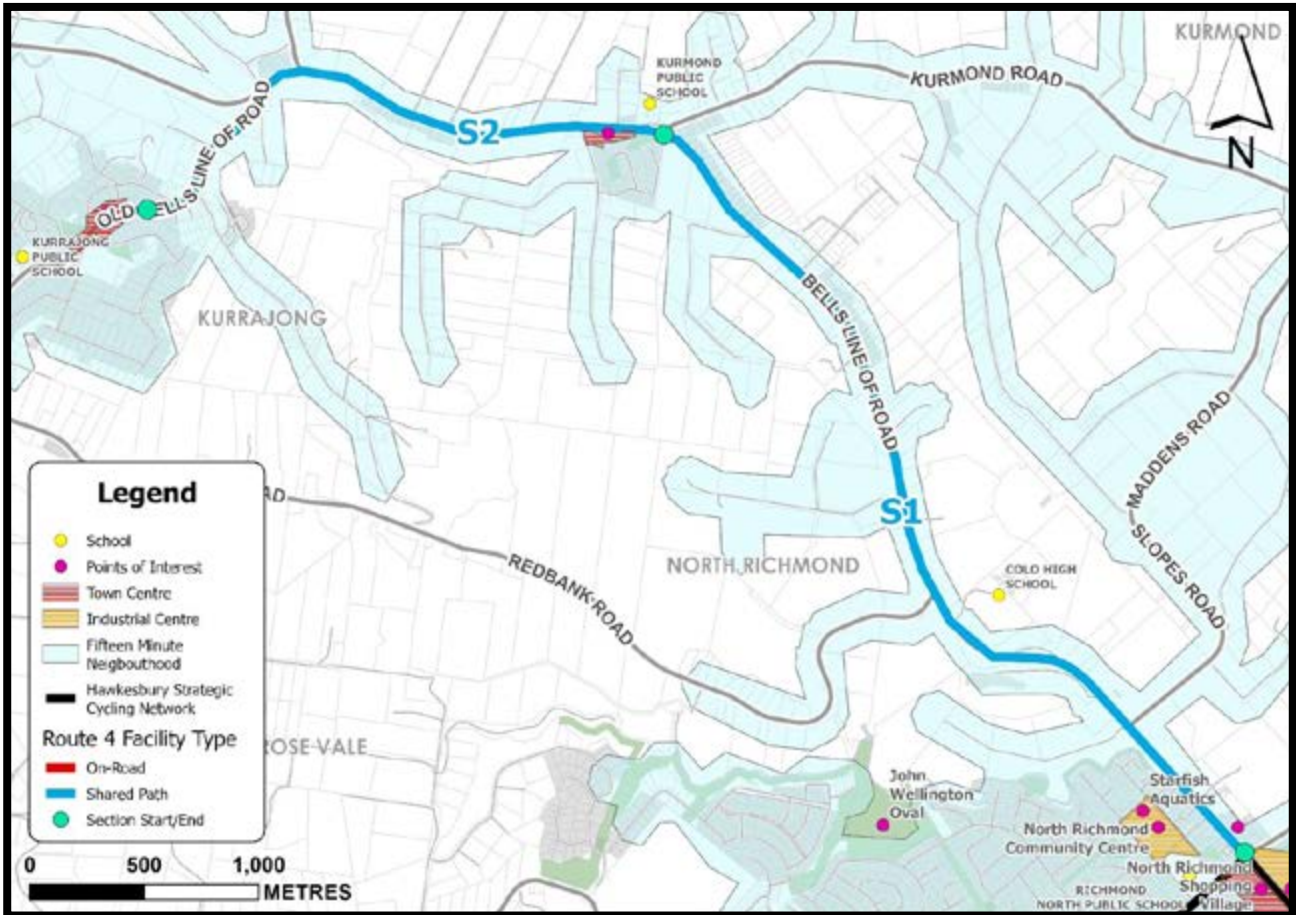 KURMOND
KURMOND
PUBLIC
SCHOOL
KURMOND ROAD
N
S2
OLD BELLS LINE OF ROAD
KURRAJONG
PUBLIC
SCHOOL
KURRAJONG
BELLS LINE OF ROAD
MADDENS ROAD
SLOPES ROAD
S1
NORTH RICHMOND
COLO HIGH
SCHOOL
AD
REDBANK ROAD
Legend
School
Points of Interest
Town Centre
Industrial Centre
Fifteen Minute
Neigbouthood
Hawkesbury Strategic
Cycling Network
Route 4 Facility Type
On-Road
Shared Path
Section Start/End
ROSE VALE
John
Wellington
Oval
Starfish
Aquatics
North Richmond
Community Centre
North Richmond
Shopping
Village
RICHMOND
NORTH PUBLIC SCHOOL
0 500 1,000
METRES